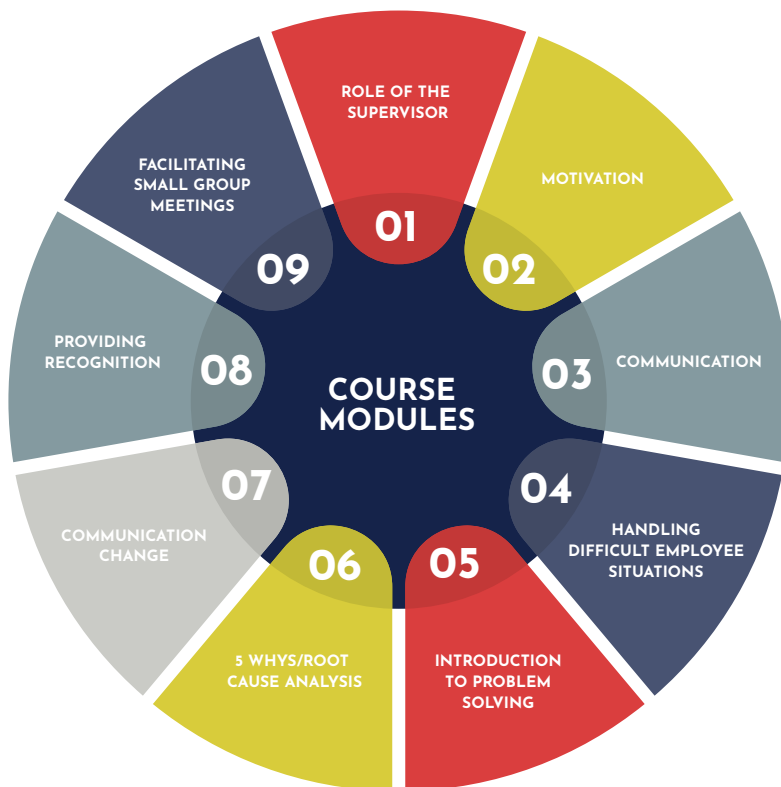 ROLE OF THE
SUPERVISOR
01
MOTIVATION
02
COMMUNICATION
03
HANDLING
DIFFICULT EMPLOYEE
SITUATIONS
04
INTRODUCTION
TO PROBLEM
SOLVING
05
5 WHYS/ROOT
CAUSE ANALYSIS
06
COMMUNICATION
CHANGE
07
PROVIDING
RECOGNITION
08
FACILITATING
SMALL GROUP
MEETINGS
09
COURSE
MODULES